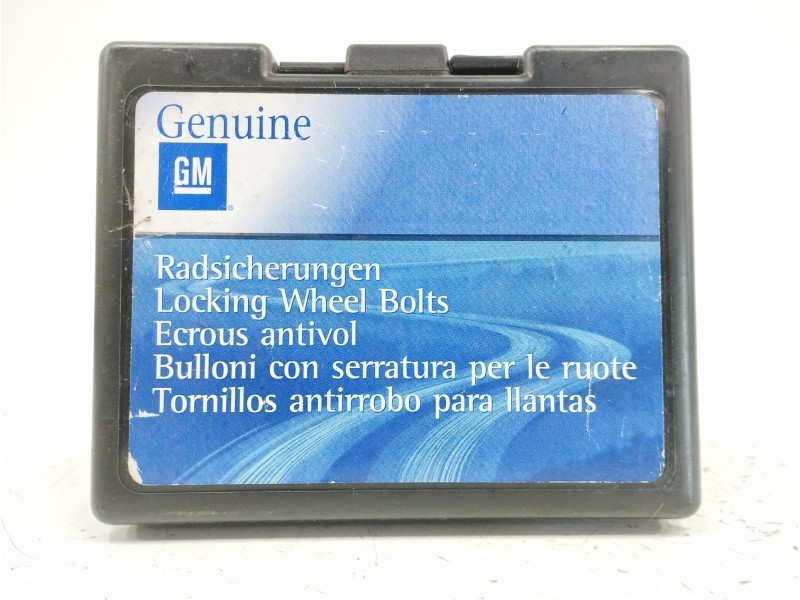 Genuine
GM
Radsicherungen
Locking Wheel Bolts
Ecrous antivol
Bulloni con serratura per le ruote
Tornillos antirrobo para llantas